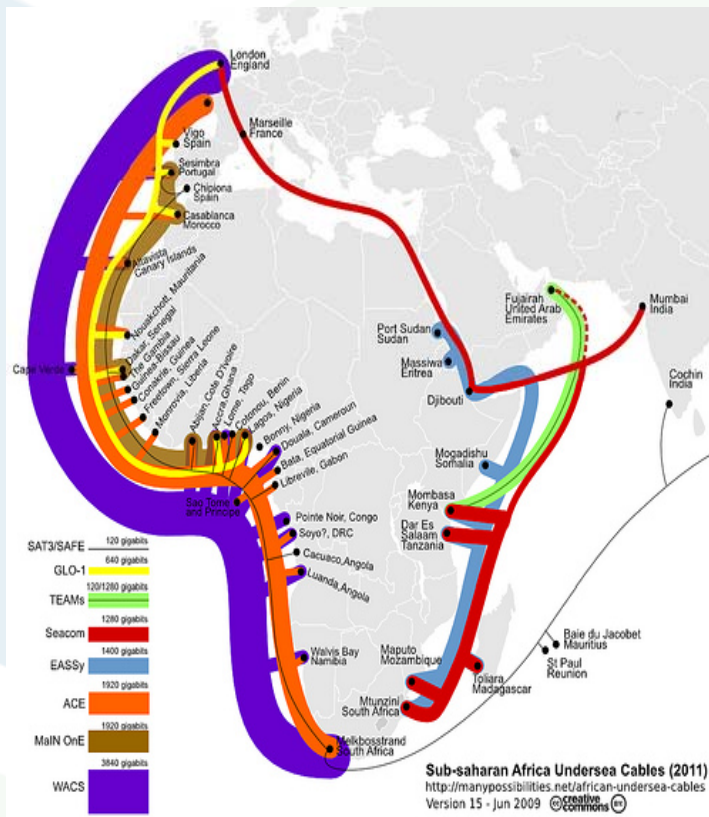 London
England
Marseille
France
Vigo
Spain
Sesimbra
Portugal
Chipiona
Spain
Casablanca
Morocco
Altavista
Canary Islands
Nouakchott, Mauritania
Cape Verde
Dakar, Senegal
The Gambia
Guinea Bissau
Conakrie, Guinea
Freetown, Sierra Leone
Monrovia, Liberia
Abijan, Cote D'Ivoire
Accra, Ghana
Lome, Togo
Cotonou, Benin
Lagos, Nigeria
Bonny, Nigeria
Douala, Cameroun
Bata, Equatorial Guinea
Libreville, Gabon
Sao Tome
and Principe
Pointe Noir, Congo
Soyo?, DRC
Cacuaco,Angola
Luanda,Angola
Walvis Bay
Namibia
Melkbosstrand
South Africa
Port Sudan
Sudan
Massiwa
Eritrea
Djibouti
Fujairah
United Arab
Emirates
Mumbai
India
Cochin
India
Mogadishu
Somalia
Mombasa
Kenya
Dar Es
Salaam
Tanzania
Maputo
Mozambique
Mtunzini
South Africa
Toliara
Madagascar
Baie du Jacobet
Mauritius
St Paul
Reunion
120 gigabits
SAT3/SAFE
640 gigabits
GLO-1
120/1280 gigabits
TEAMs
1280 gigabits
Seacom
1400 gigabits
EASSy
1920 gigabits
ACE
1920 gigabits
MaIN OnE
3840 gigabits
WACS
Sub-saharan Africa Undersea Cables (2011)
http://manypossibilities.net/african-undersea-cables
Version 15 - Jun 2009 cc creative commons BY